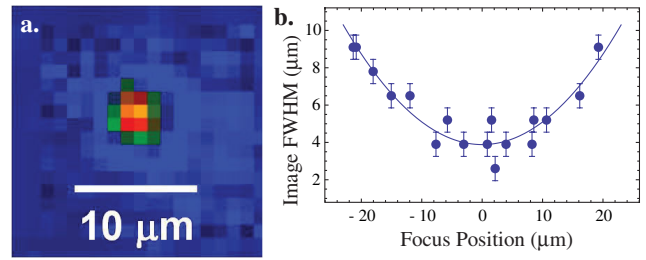 a.
10 μm
b.
Image FWHM (μm)
10
8
6
4
2
- 20
- 10
0
10
20
Focus Position (μm)